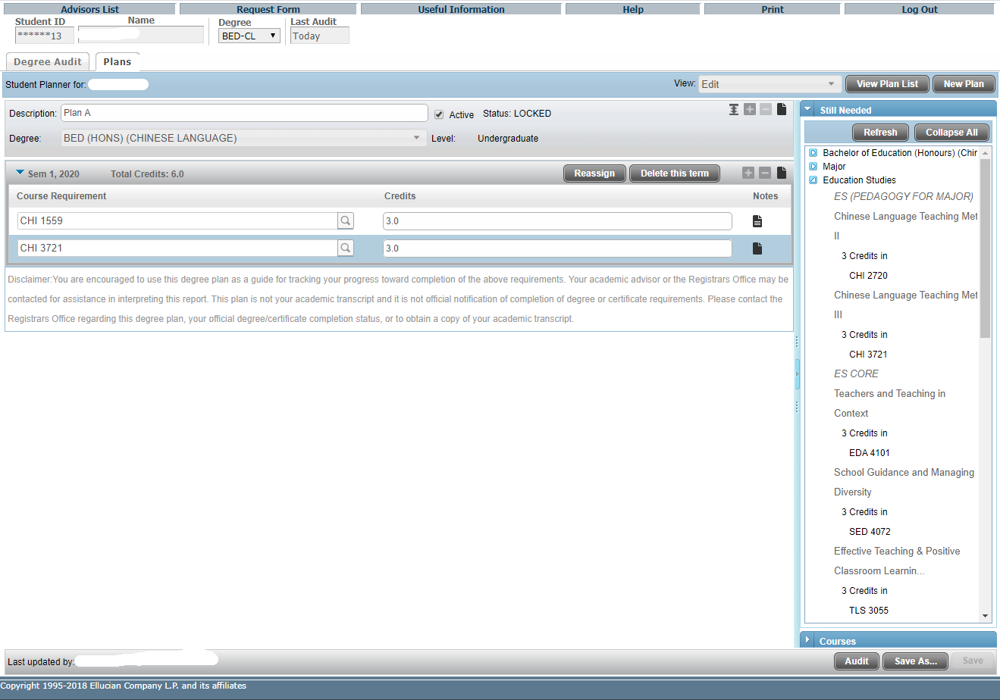 Advisors List Request Form Useful Information Help Print Log Out
Student ID Name Degree Last Audit
******13 BED-CL Today
Degree Audit Plans
Student Planner for: View: Edit View Plan List New Plan
Description: Plan A Active Status: LOCKED
Degree: BED (HONS) (CHINESE LANGUAGE) Level: Undergraduate
Sem 1, 2020 Total Credits: 6.0 Reassign Delete this term
Course Requirement Credits Notes
CHI 1559 3.0
CHI 3721 3.0
Disclaimer:You are encouraged to use this degree plan as a guide for tracking your progress toward completion of the above requirements. Your academic advisor or the Registrars Office may be
contacted for assistance in interpreting this report. This plan is not your academic transcript and it is not official notification of completion of degree or certificate requirements. Please contact the
Registrars Office regarding this degree plan, your official degree/certificate completion status, or to obtain a copy of your academic transcript.
Still Needed
Refresh Collapse All
Bachelor of Education (Honours) (Chir
Major
Education Studies
ES (PEDAGOGY FOR MAJOR)
Chinese Language Teaching Met
II
3 Credits in
CHI 2720
Chinese Language Teaching Met
III
3 Credits in
CHI 3721
ES CORE
Teachers and Teaching in
Context
3 Credits in
EDA 4101
School Guidance and Managing
Diversity
3 Credits in
SED 4072
Effective Teaching & Positive
Classroom Learnin...
3 Credits in
TLS 3055
Courses
Last updated by: Audit Save As... Save
Copyright 1995-2018 Ellucian Company L.P. and its affiliates